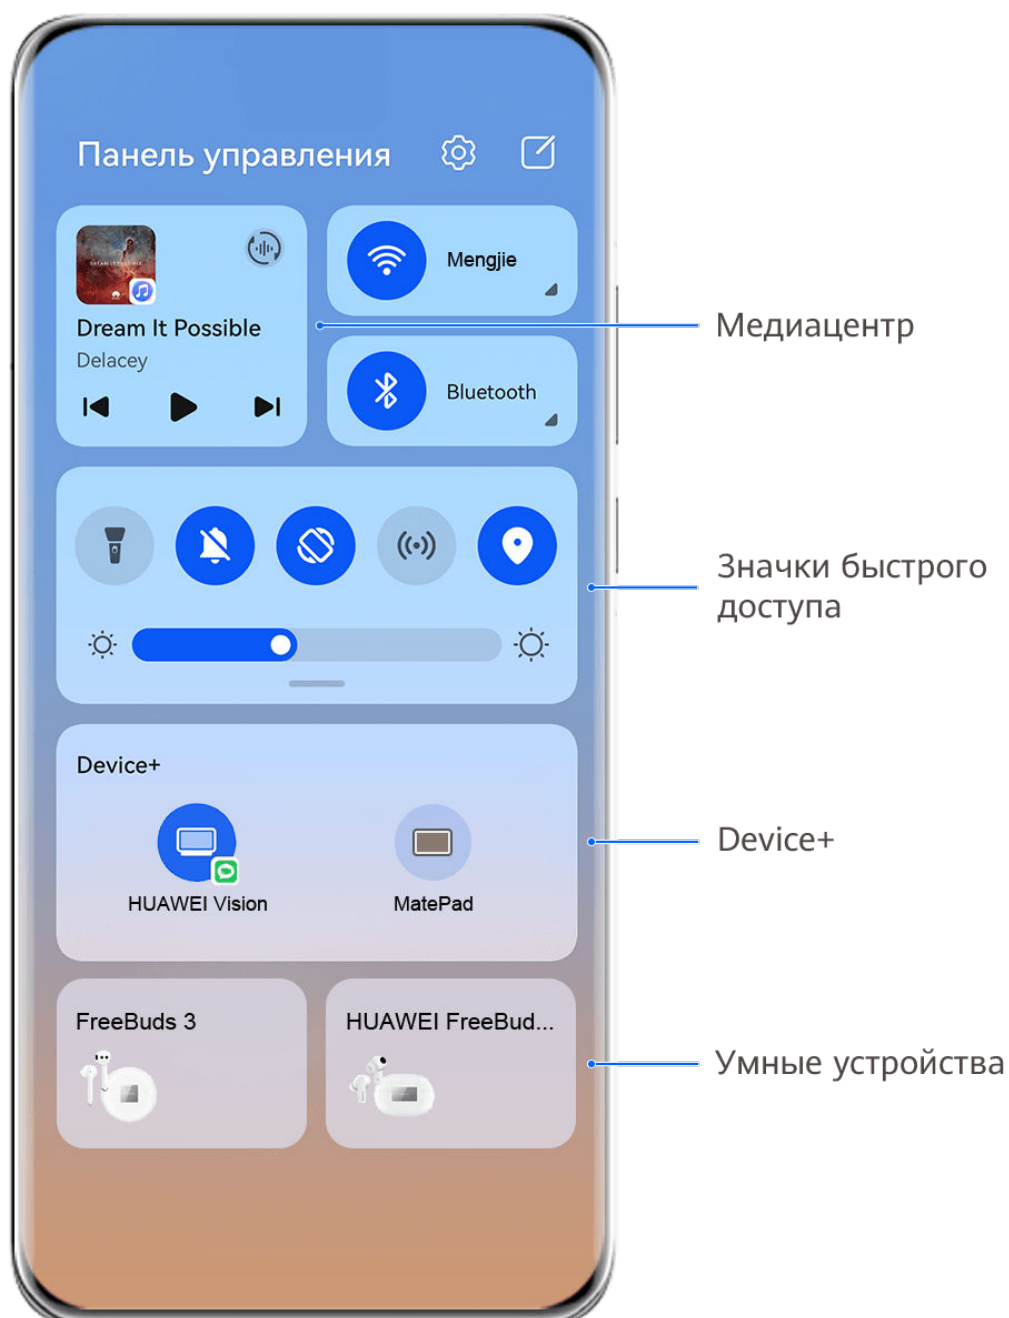 Панель управления
Mengjie
Dream It Possible
Delacey
Bluetooth
Медиацентр
Значки быстрого
доступа
Device+
HUAWEI Vision
MatePad
Device+
FreeBuds 3
HUAWEI FreeBud...
Умные устройства